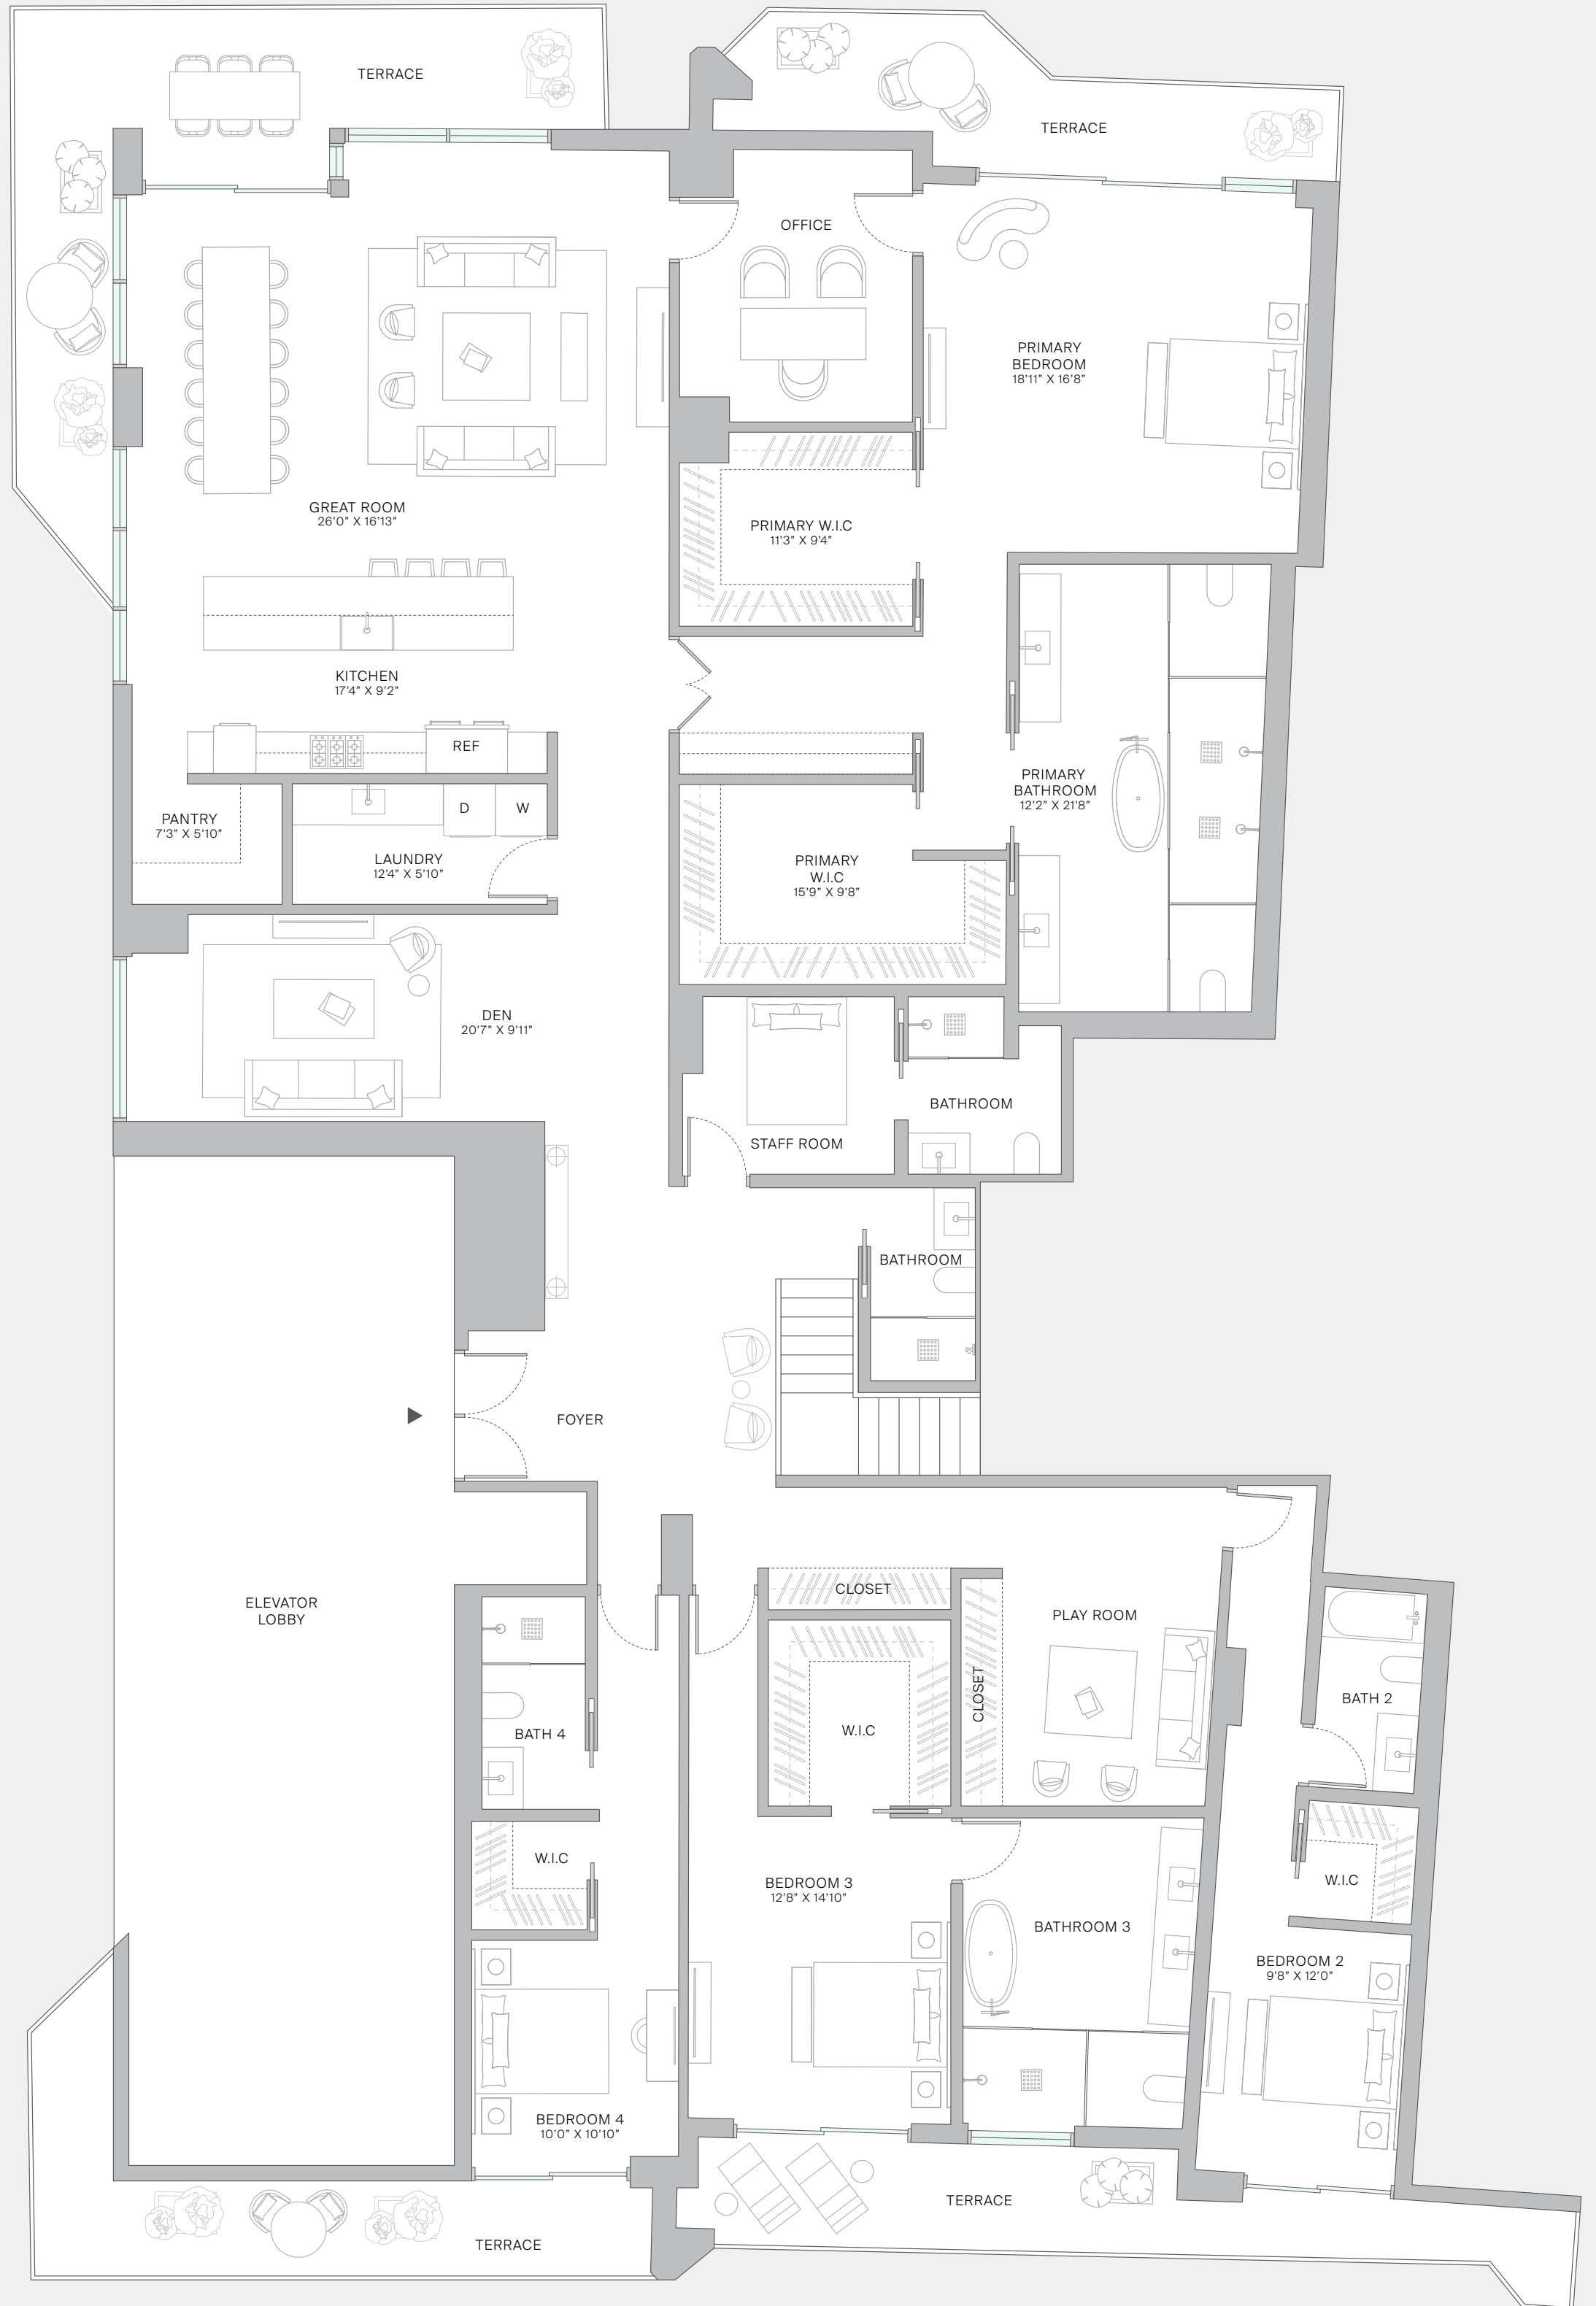 TERRACE
TERRACE
OFFICE
PRIMARY
BEDROOM
18'11" X 16'8"
GREAT ROOM
26'0" X 16'13"
PRIMARY W.I.C
11'3" X 9'4"
KITCHEN
17'4" X 9'2"
REF
PRIMARY
BATHROOM
12'2" X 21'8"
D
W
PANTRY
7'3" X 5'10"
LAUNDRY
12'4" X 5'10"
PRIMARY
W.I.C
15'9" X 9'8"
DEN
20'7" X 9'11"
BATHROOM
STAFF ROOM
BATHROOM
FOYER
ELEVATOR
LOBBY
CLOSET
PLAY ROOM
CLOSET
BATH 2
W.I.C
BATH 4
W.I.C
W.I.C
BEDROOM 3
12'8" X 14'10"
BATHROOM 3
BEDROOM 2
9'8" X 12'0"
BEDROOM 4
10'0" X 10'10"
TERRACE
TERRACE